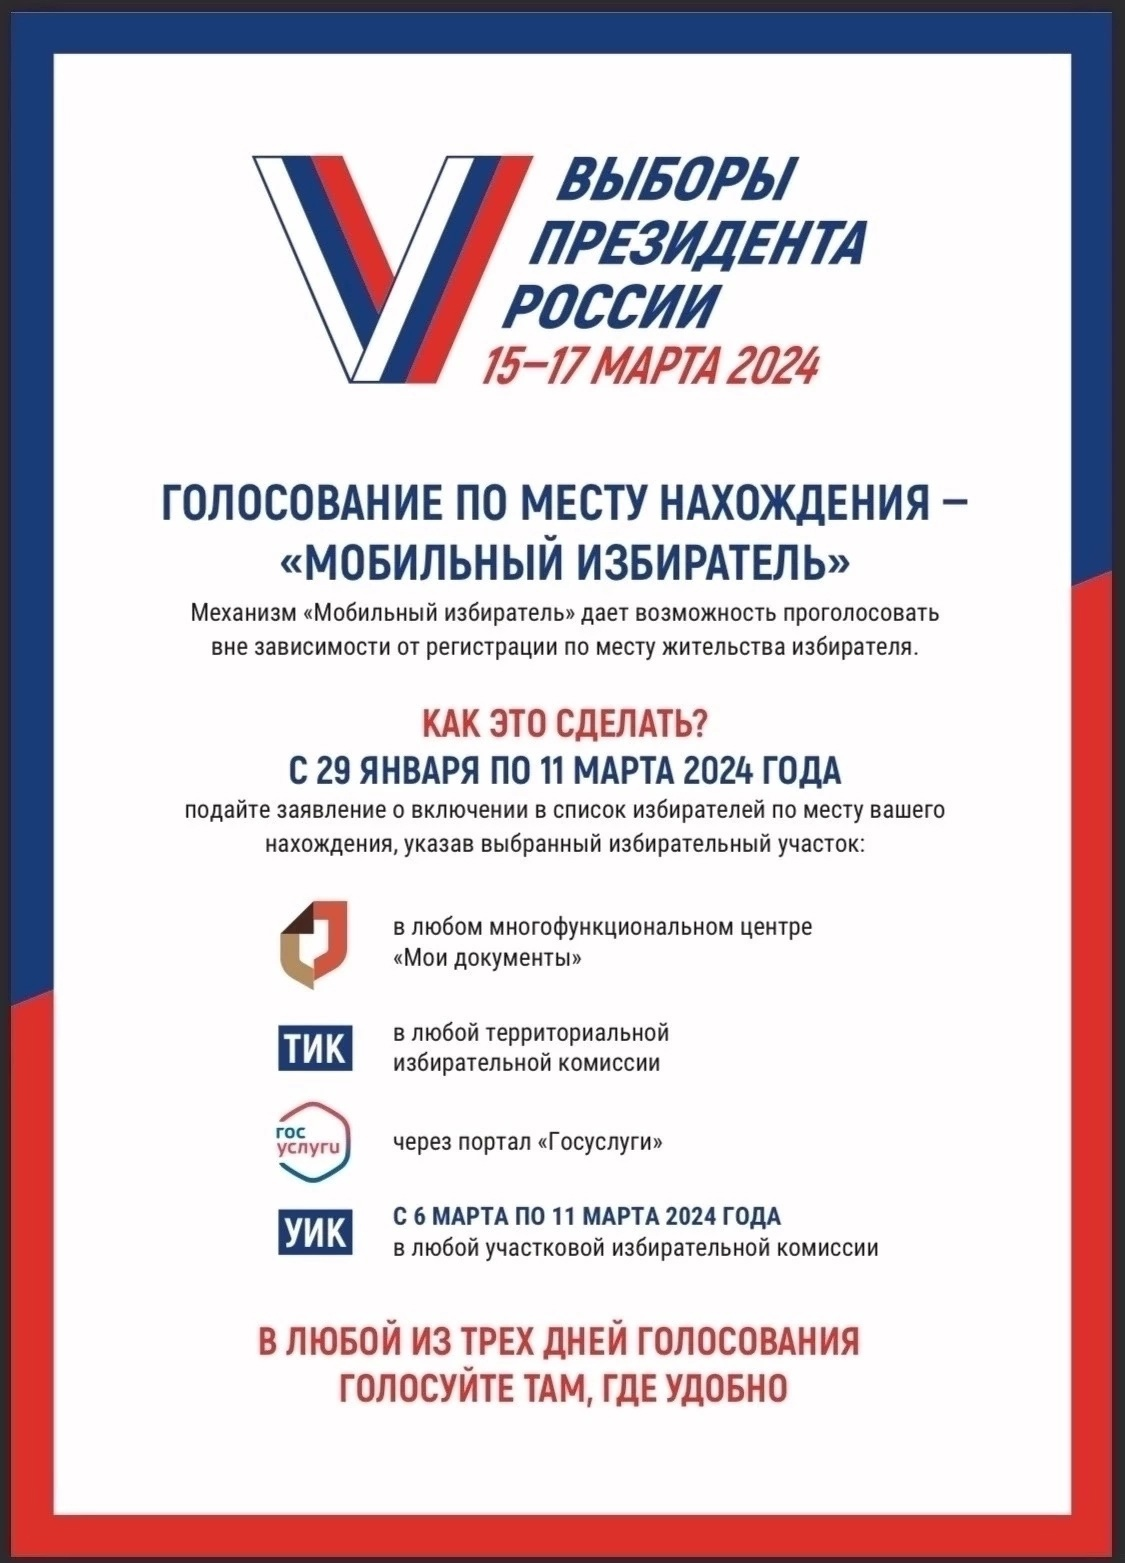 ВЫБОРЫ
ПРЕЗИДЕНТА
РОССИИ
15–17 МАРТА 2024
ГОЛОСОВАНИЕ ПО МЕСТУ НАХОЖДЕНИЯ –
«МОБИЛЬНЫЙ ИЗБИРАТЕЛЬ»
Механизм «Мобильный избиратель» дает возможность проголосовать
вне зависимости от регистрации по месту жительства избирателя.
КАК ЭТО СДЕЛАТЬ?
С 29 ЯНВАРЯ ПО 11 МАРТА 2024 ГОДА
подайте заявление о включении в список избирателей по месту вашего
нахождения, указав выбранный избирательный участок:
в любом многофункциональном центре
«Мои документы»
ТИК
в любой территориальной
избирательной комиссии
гос
услуги
через портал «Госуслуги»
УИК
С 6 МАРТА ПО 11 МАРТА 2024 ГОДА
в любой участковой избирательной комиссии
В ЛЮБОЙ ИЗ ТРЕХ ДНЕЙ ГОЛОСОВАНИЯ
ГОЛОСУЙТЕ ТАМ, ГДЕ УДОБНО